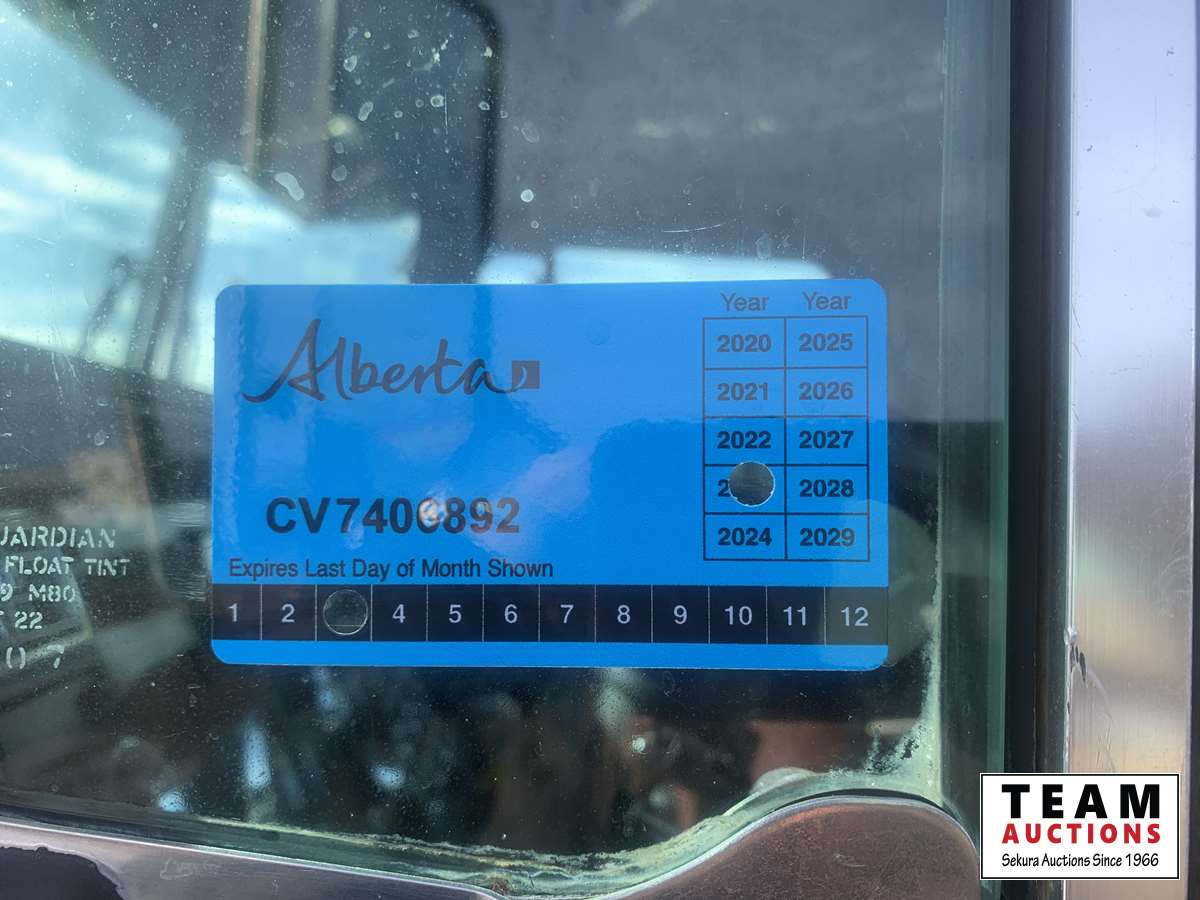 Year Year
2020 2025
2021 2026
2022 2027
2028
2024 2029
Alberta
CV7400892
Expires Last Day of Month Shown
1 2 4 5 6 7 8 9 10 11 12
FLOAT TINT
M80
22
7
TEAM
AUCTIONS
Sekura Auctions Since 1966